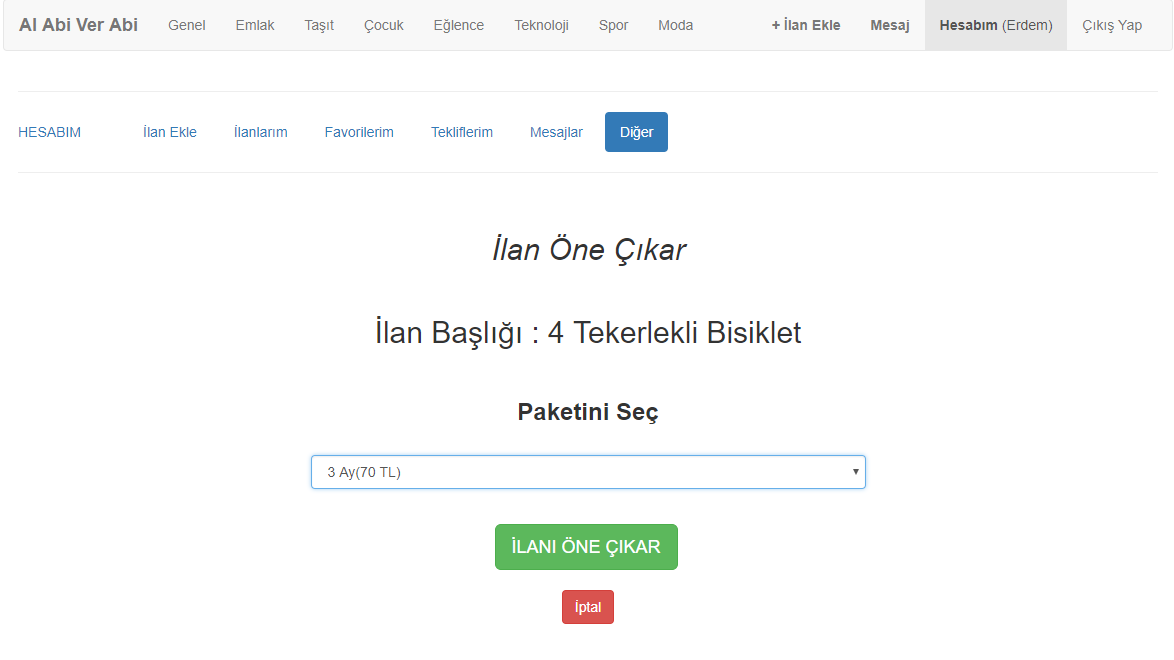 Al Abi Ver Abi Genel Emlak Taşıt Çocuk Eğlence Teknoloji Spor Moda + İlan Ekle Mesaj Hesabım (Erdem) Çıkış Yap
HESABIM İlan Ekle İlanlarım Favorilerim Tekliflerim Mesajlar Diğer
İlan Öne Çıkar
İlan Başlığı : 4 Tekerlekli Bisiklet
Paketini Seç
3 Ay(70 TL)
İLANI ÖNE ÇIKAR
İptal